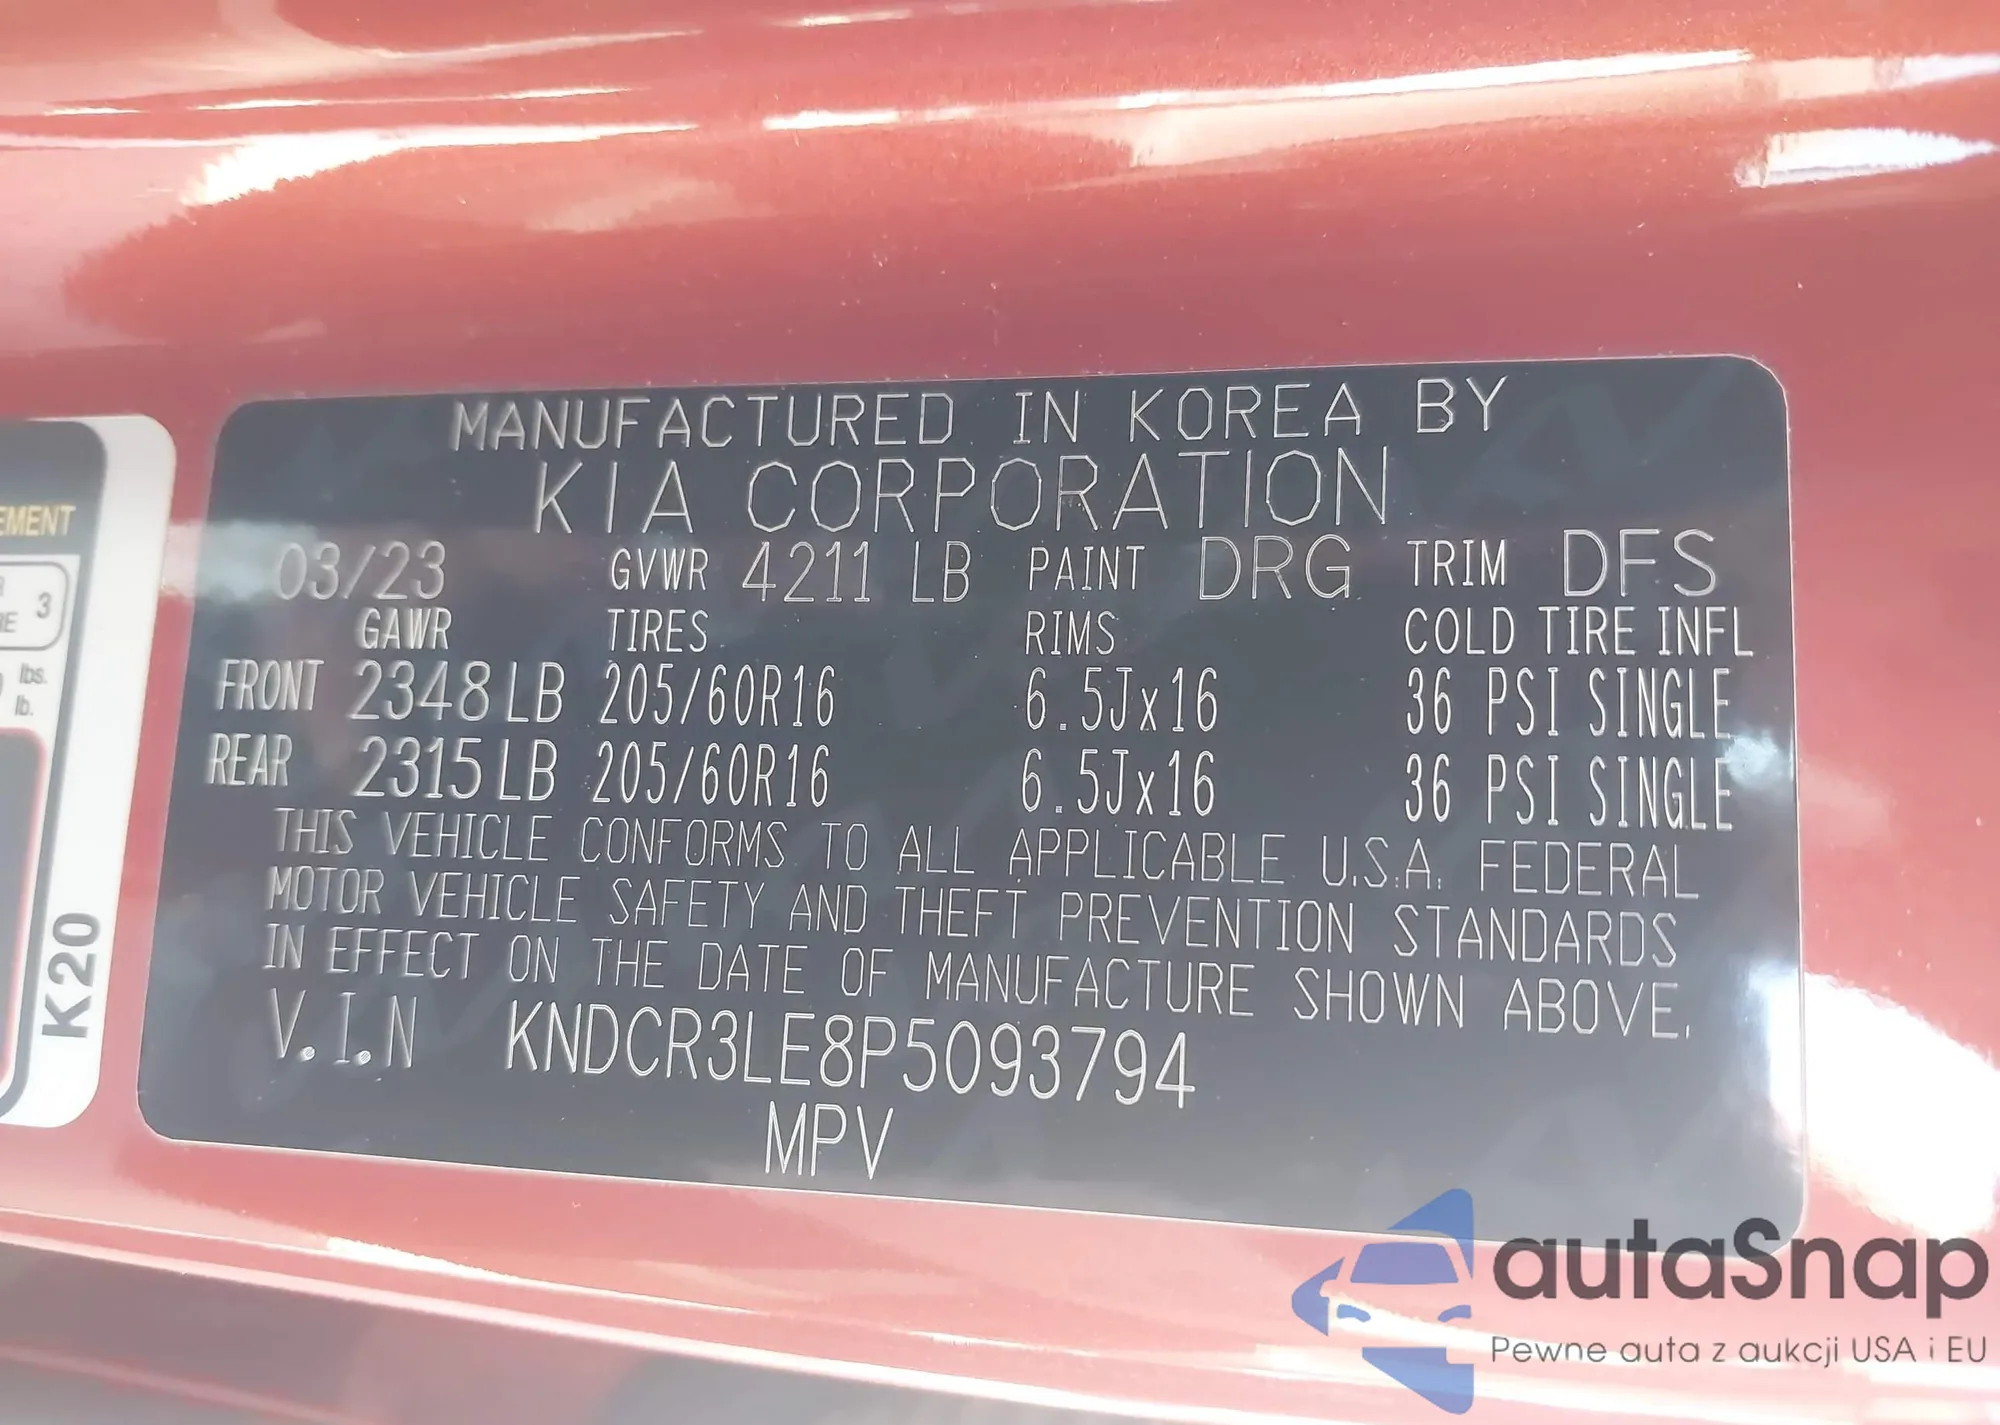 MANUFACTURED IN KOREA BY
KIA CORPORATION
03/23 GVWR 4211 LB PAINT DRG TRIM DFS
GAWR TIRES RIMS COLD TIRE INFL
FRONT 2348 LB 205/60R16 6.5Jx16 36 PSI SINGLE
REAR 2315 LB 205/60R16 6.5Jx16 36 PSI SINGLE
THIS VEHICLE CONFORMS TO ALL APPLICABLE U.S.A. FEDERAL
MOTOR VEHICLE SAFETY AND THEFT PREVENTION STANDARDS
IN EFFECT ON THE DATE OF MANUFACTURE SHOWN ABOVE.
V.I.N KNDCR3LE8P5093794
MPV
3
lbs.
lb.
K20
autaSnap
Pewne auta z aukcji USA i EU